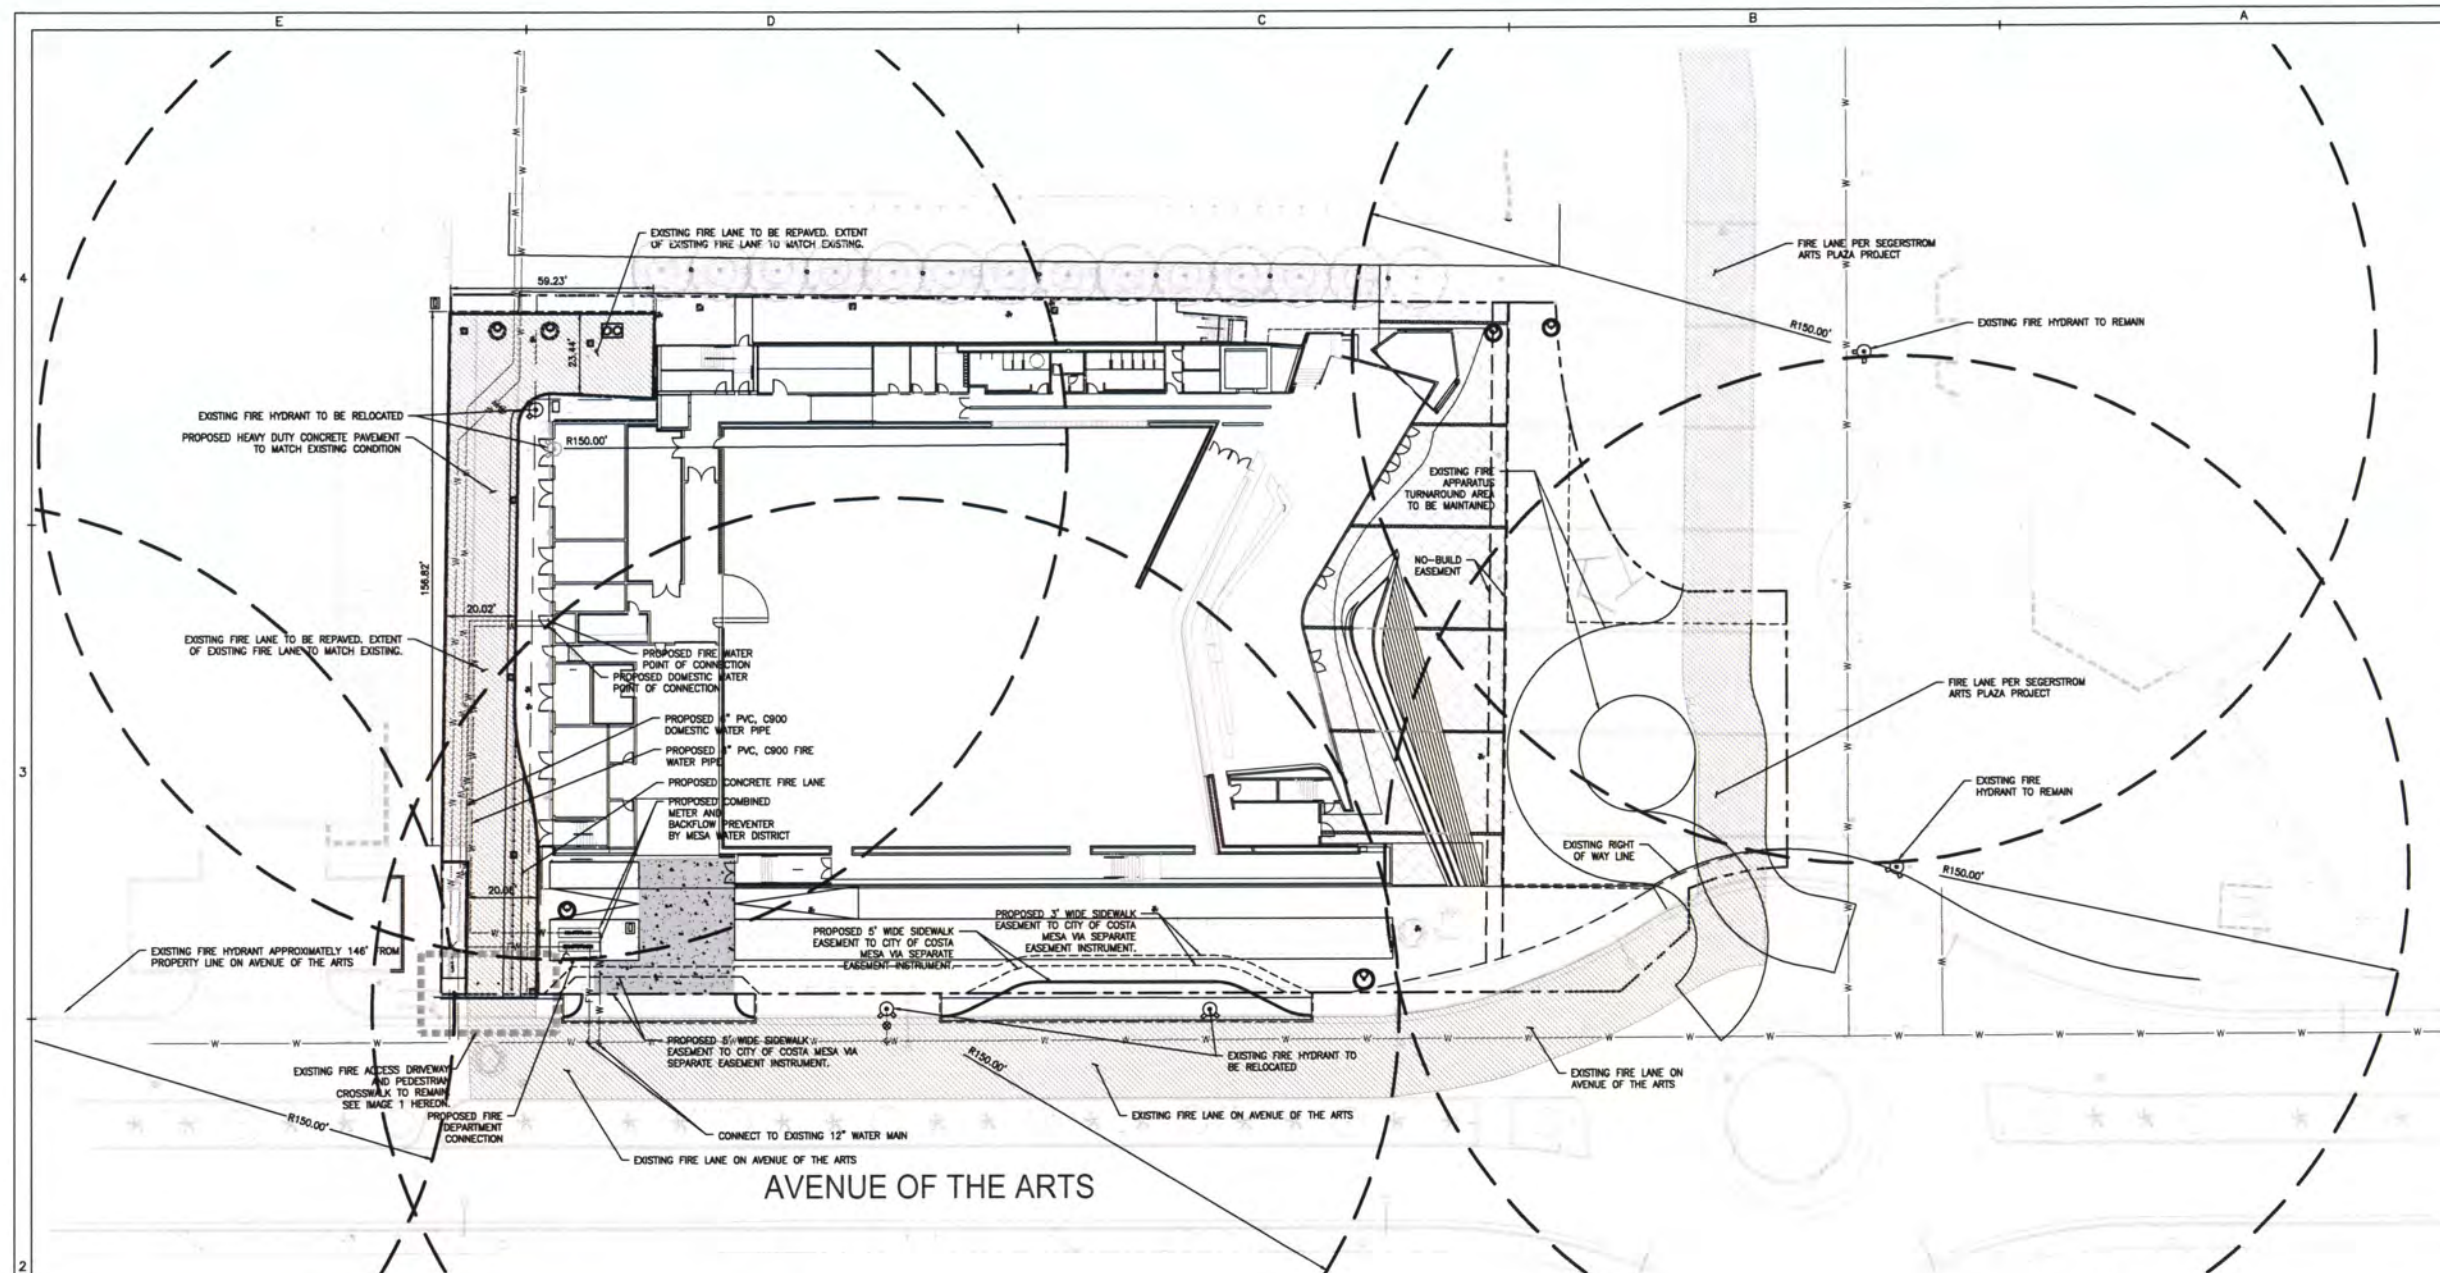 E
D
C
B
A
4
3
2
EXISTING FIRE LANE TO BE REPAVED. EXTENT
OF EXISTING FIRE LANE TO MATCH EXISTING.
59.23'
23.44'
FIRE LANE PER SEGERSTROM
ARTS PLAZA PROJECT
R150.00'
EXISTING FIRE HYDRANT TO REMAIN
EXISTING FIRE HYDRANT TO BE RELOCATED
PROPOSED HEAVY DUTY CONCRETE PAVEMENT
TO MATCH EXISTING CONDITION
R150.00'
EXISTING FIRE
APPARATUS
TURNAROUND AREA
TO BE MAINTAINED
NO-BUILD
EASEMENT
156.82'
20.02'
EXISTING FIRE LANE TO BE REPAVED. EXTENT
OF EXISTING FIRE LANE TO MATCH EXISTING.
PROPOSED FIRE WATER
POINT OF CONNECTION
PROPOSED DOMESTIC WATER
POINT OF CONNECTION
FIRE LANE PER SEGERSTROM
ARTS PLAZA PROJECT
PROPOSED PVC, C900
DOMESTIC WATER PIPE
PROPOSED PVC, C900 FIRE
WATER PIPE
PROPOSED CONCRETE FIRE LANE
PROPOSED COMBINED
METER AND
BACKFLOW PREVENTER
BY MESA WATER DISTRICT
EXISTING FIRE
HYDRANT TO REMAIN
EXISTING RIGHT
OF WAY LINE
R150.00'
EXISTING FIRE HYDRANT APPROXIMATELY 146' FROM
PROPERTY LINE ON AVENUE OF THE ARTS
PROPOSED 5' WIDE SIDEWALK
EASEMENT TO CITY OF COSTA
MESA VIA SEPARATE
EASEMENT INSTRUMENT.
PROPOSED 3' WIDE SIDEWALK
EASEMENT TO CITY OF COSTA
MESA VIA SEPARATE
EASEMENT INSTRUMENT.
PROPOSED 5' WIDE SIDEWALK
EASEMENT TO CITY OF COSTA MESA VIA
SEPARATE EASEMENT INSTRUMENT.
R150.00'
EXISTING FIRE HYDRANT TO
BE RELOCATED
EXISTING FIRE LANE ON
AVENUE OF THE ARTS
EXISTING FIRE ACCESS DRIVEWAY
AND PEDESTRIAN
CROSSWALK TO REMAIN
SEE IMAGE 1 HEREON.
R150.00'
PROPOSED FIRE
DEPARTMENT
CONNECTION
EXISTING FIRE LANE ON AVENUE OF THE ARTS
CONNECT TO EXISTING 12" WATER MAIN
EXISTING FIRE LANE ON AVENUE OF THE ARTS
AVENUE OF THE ARTS